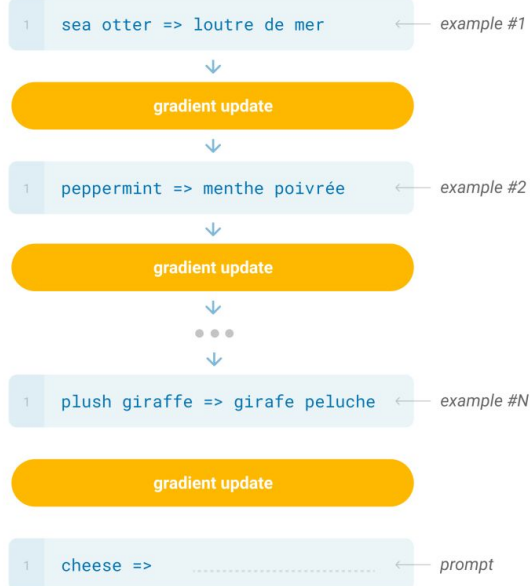 1 sea otter => loutre de mer example #1
gradient update
1 peppermint => menthe poivrée example #2
gradient update
1 plush giraffe => girafe peluche example #N
gradient update
1 cheese => prompt